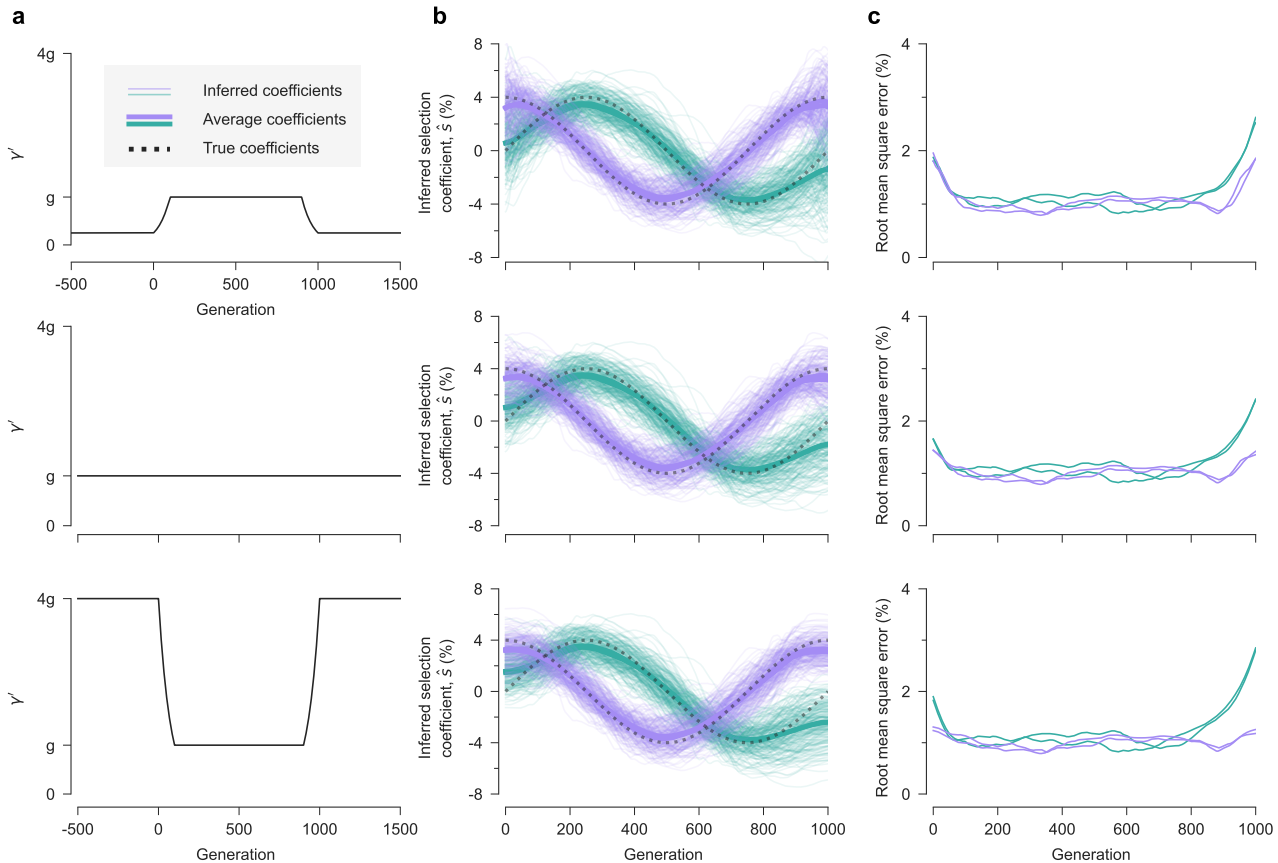 a
b
c
4g
g
0
γ′
Inferred coefficients
Average coefficients
True coefficients
-500
0
500
1000
1500
Generation
8
4
0
-4
-8
Inferred selection
coefficient, ŝ (%)
4
2
0
Root mean square error (%)
4g
g
0
γ′
8
4
0
-4
-8
Inferred selection
coefficient, ŝ (%)
4
2
0
Root mean square error (%)
4g
g
0
γ′
-500
0
500
1000
1500
Generation
8
4
0
-4
-8
Inferred selection
coefficient, ŝ (%)
0
200
400
600
800
1000
Generation
4
2
0
Root mean square error (%)
0
200
400
600
800
1000
Generation